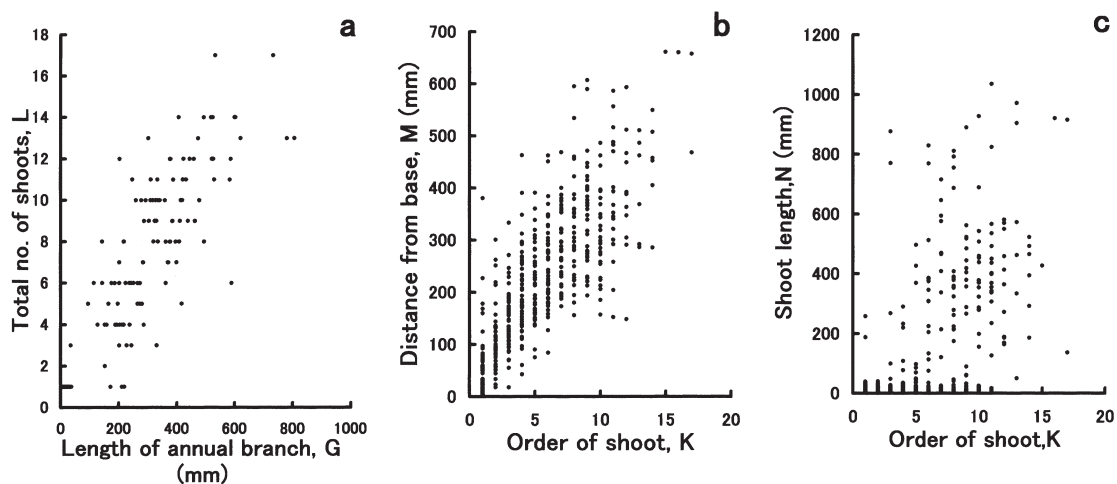 a
18
16
14
12
10
8
6
4
2
0
Total no. of shoots, L
0 200 400 600 800 1000
Length of annual branch, G
(mm)
b
700
600
500
400
300
200
100
0
Distance from base, M (mm)
0 5 10 15 20
Order of shoot, K
c
1200
1000
800
600
400
200
0
Shoot length,N (mm)
0 5 10 15 20
Order of shoot,K